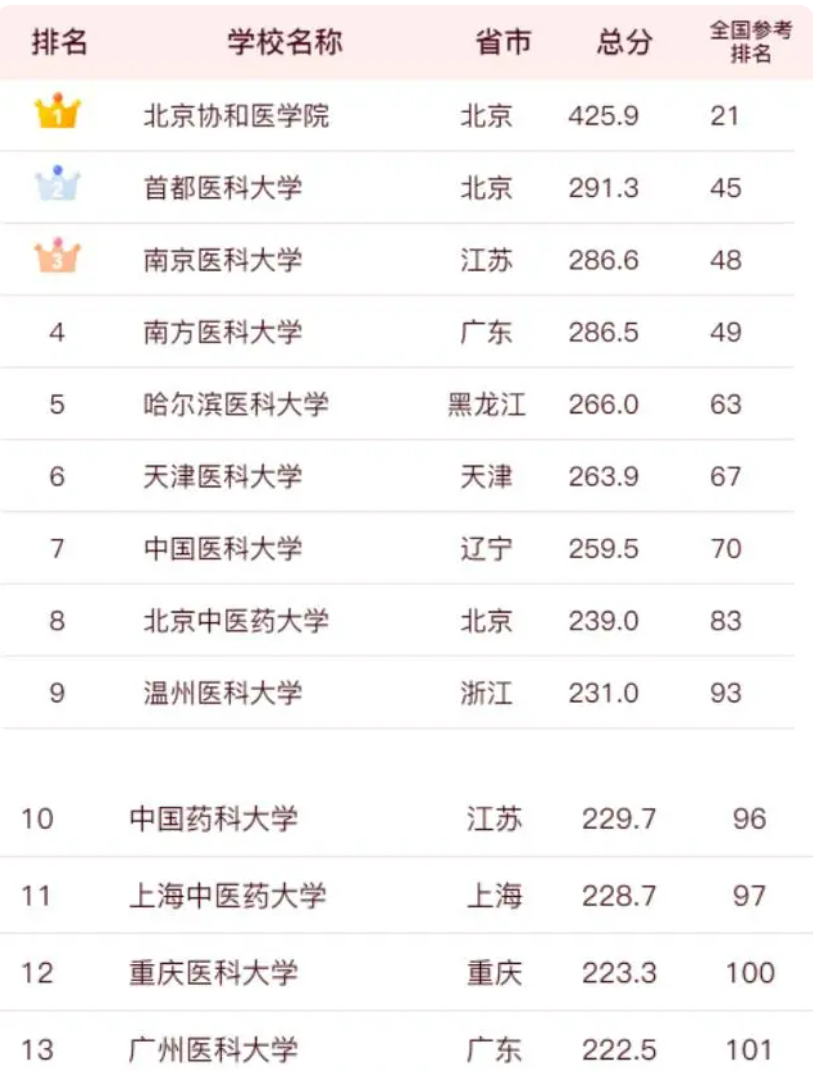 排名 学校名称 省市 总分 全国参考排名
1 北京协和医学院 北京 425.9 21
2 首都医科大学 北京 291.3 45
3 南京医科大学 江苏 286.6 48
4 南方医科大学 广东 286.5 49
5 哈尔滨医科大学 黑龙江 266.0 63
6 天津医科大学 天津 263.9 67
7 中国医科大学 辽宁 259.5 70
8 北京中医药大学 北京 239.0 83
9 温州医科大学 浙江 231.0 93
10 中国药科大学 江苏 229.7 96
11 上海中医药大学 上海 228.7 97
12 重庆医科大学 重庆 223.3 100
13 广州医科大学 广东 222.5 101